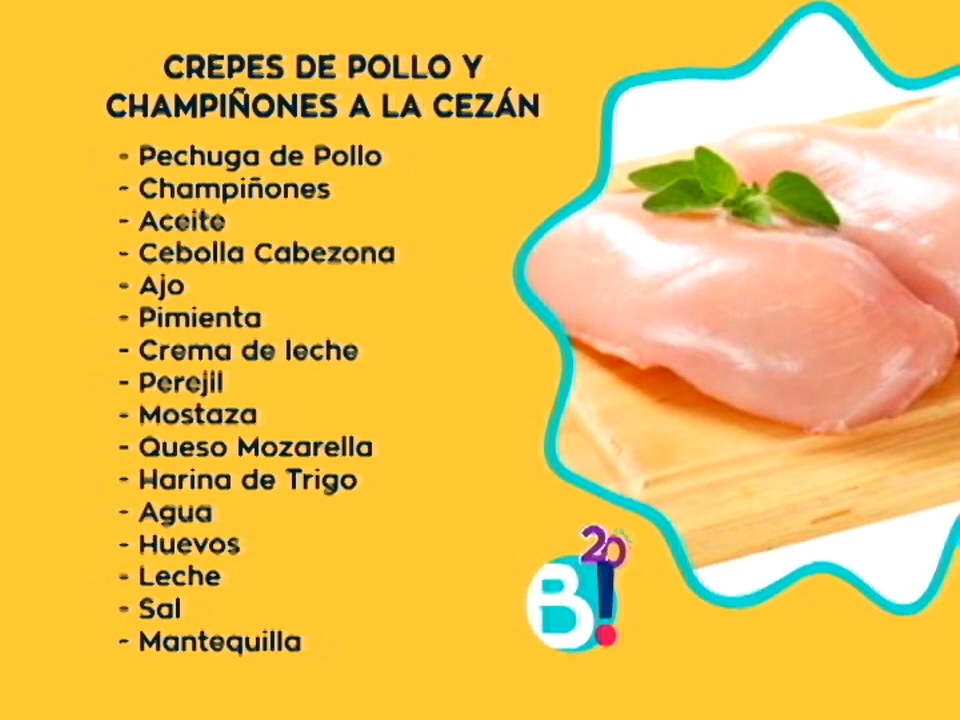 CREPES DE POLLO Y
CHAMPIÑONES A LA CEZÁN
- Pechuga de Pollo
- Champiñones
- Aceite
- Cebolla Cabezona
- Ajo
- Pimienta
- Crema de leche
- Perejil
- Mostaza
- Queso Mozarella
- Harina de Trigo
- Agua
- Huevos
- Leche
- Sal
- Mantequilla
20
B!